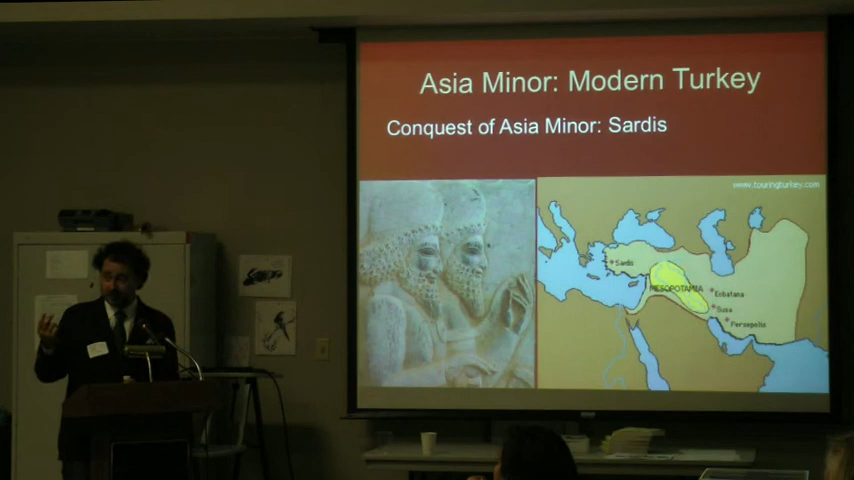 Asia Minor: Modern Turkey
Conquest of Asia Minor: Sardis
www.touringturkey.com
Sardis
MESOPOTAMIA
Ecbatana
Susa
Persepolis